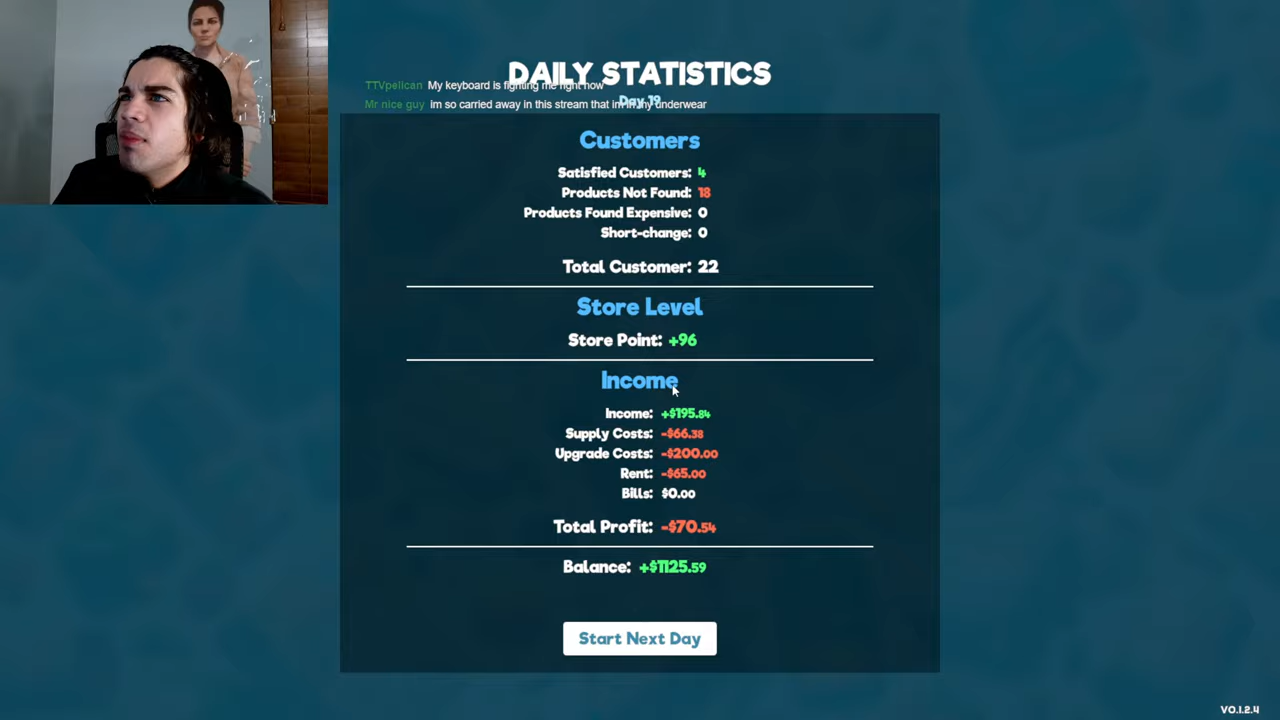 DAILY STATISTICS
TTVpelican My keyboard is fighting me right now
Day 19
Mr nice guy im so carried away in this stream that im in my underwear
Customers
Satisfied Customers: 4
Products Not Found: 18
Products Found Expensive: 0
Short-change: 0
Total Customer: 22
Store Level
Store Point: +96
Income
Income: +$195.84
Supply Costs: -$66.38
Upgrade Costs: -$200.00
Rent: -$65.00
Bills: $0.00
Total Profit: -$70.54
Balance: +$1125.59
Start Next Day
V0.1.2.4